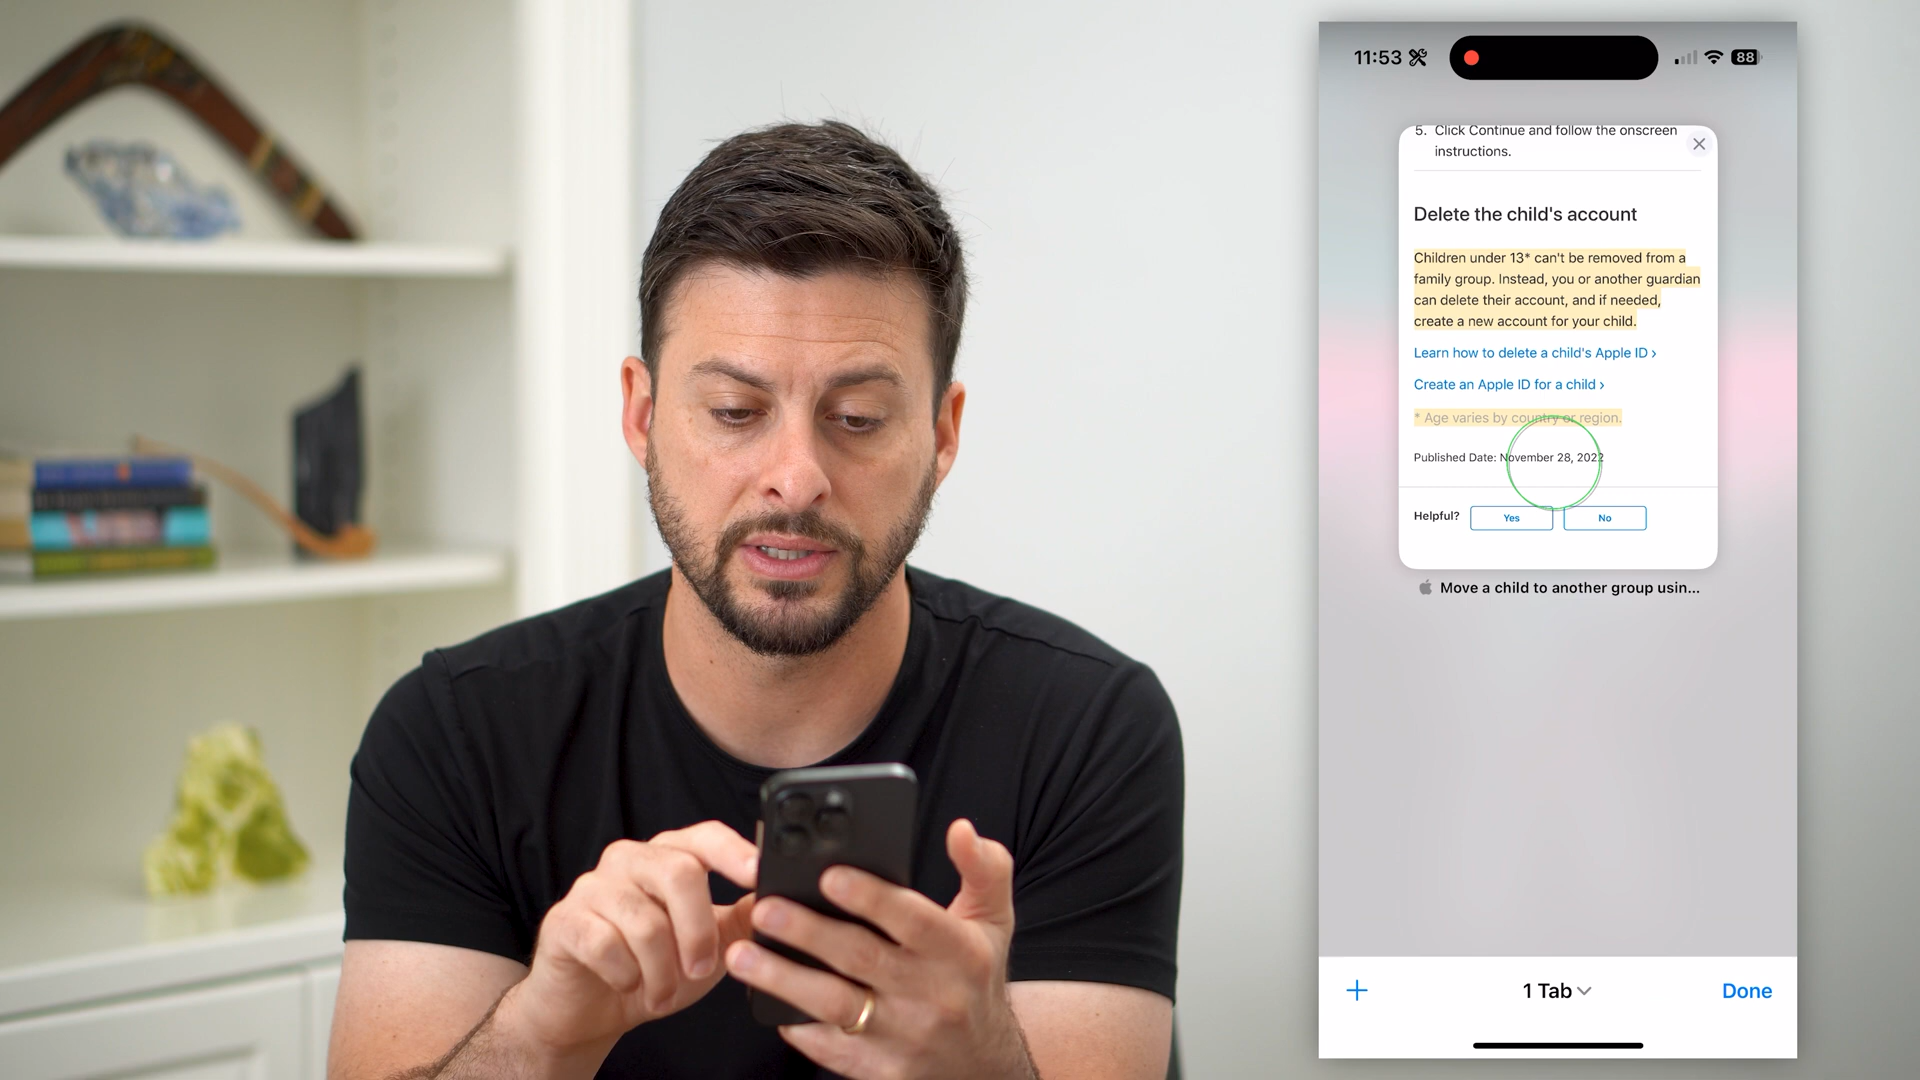 11:53
88
5. Click Continue and follow the onscreen
instructions.
Delete the child's account
Children under 13* can't be removed from a
family group. Instead, you or another guardian
can delete their account, and if needed,
create a new account for your child.
Learn how to delete a child's Apple ID ›
Create an Apple ID for a child ›
* Age varies by country or region.
Published Date: November 28, 2022
Helpful?
Yes
No
Move a child to another group usin...
1 Tab
Done